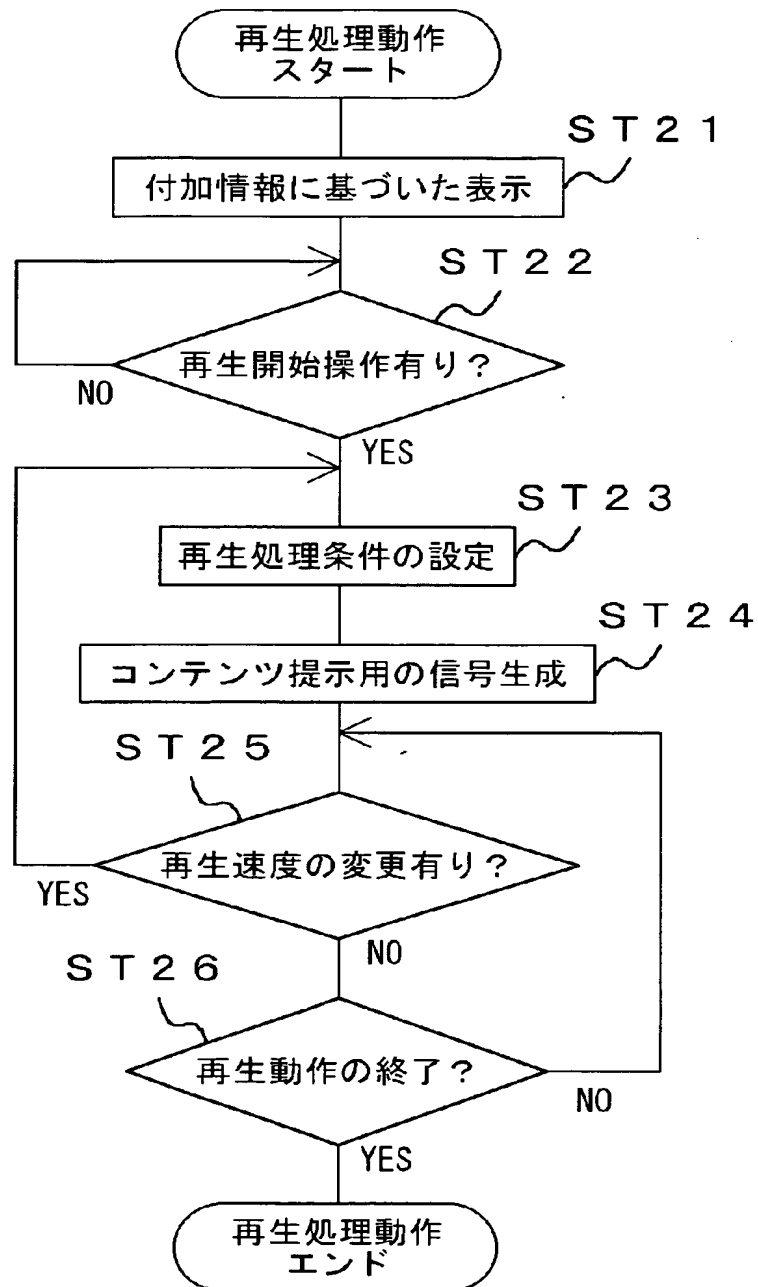 再生処理動作
スタート
ＳＴ２１
付加情報に基づいた表示
ＳＴ２２
再生開始操作有り？
NO
YES
ＳＴ２３
再生処理条件の設定
ＳＴ２４
コンテンツ提示用の信号生成
ＳＴ２５
再生速度の変更有り？
YES
NO
ＳＴ２６
再生動作の終了？
NO
YES
再生処理動作
エンド